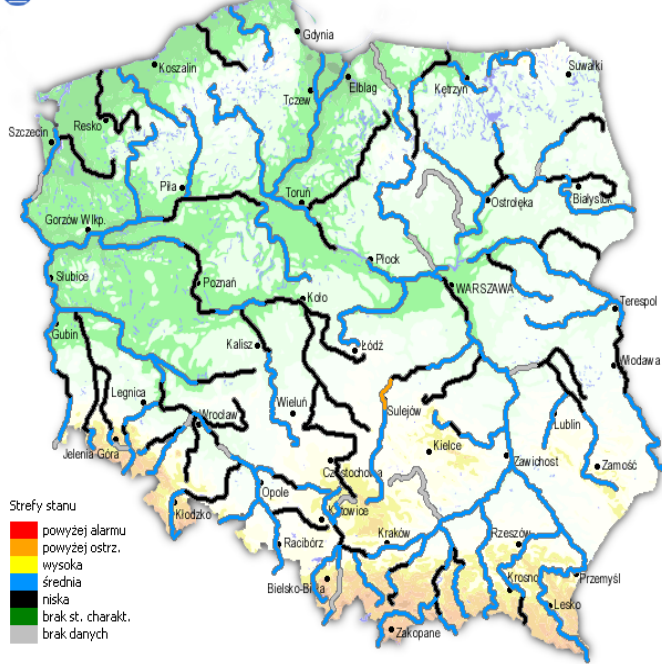 Gdynia
Koszalin
Suwałki
Elbląg
Kętrzyn
Tczew
Resko
Szczecin
Piła
Toruń
Białystok
Ostrołęka
Gorzów Wlkp.
Płock
Słubice
Poznań
WARSZAWA
Koło
Terespol
Gubin
Kalisz
Łódź
Włodawa
Legnica
Wieluń
Sulejów
Wrocław
Lublin
Jelenia Góra
Kielce
Zawichost
Zamość
Częstochowa
Opole
Kłodzko
Katowice
Racibórz
Kraków
Rzeszów
Bielsko-Biała
Krosno
Przemyśl
Lesko
Zakopane
Strefy stanu
powyżej alarmu
powyżej ostrz.
wysoka
średnia
niska
brak st. charakt.
brak danych